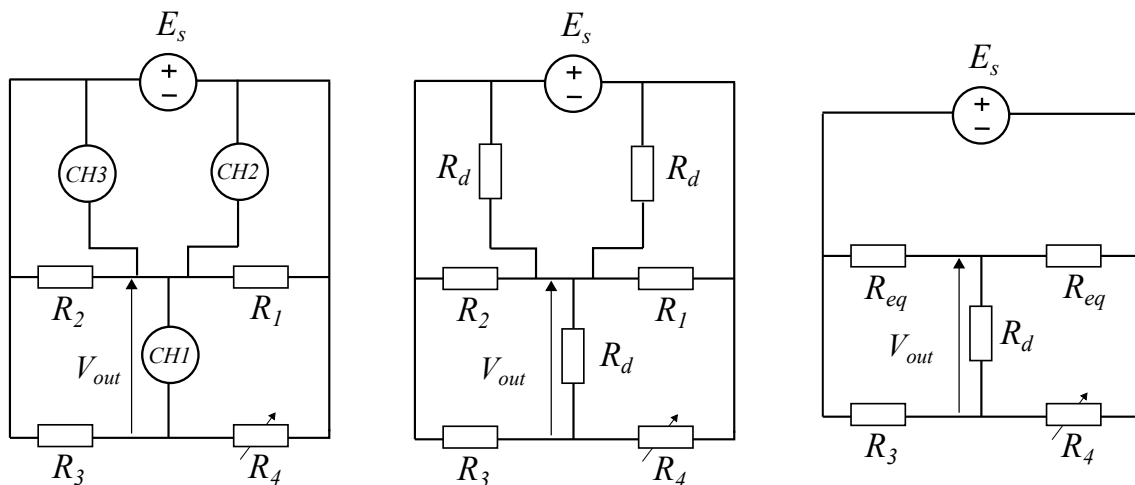 E_s
+
−
CH3
CH2
R_2
R_1
CH1
V_out
R_3
R_4
E_s
+
−
R_d
R_d
R_2
R_1
R_d
V_out
R_3
R_4
E_s
+
−
R_eq
R_eq
R_d
V_out
R_3
R_4